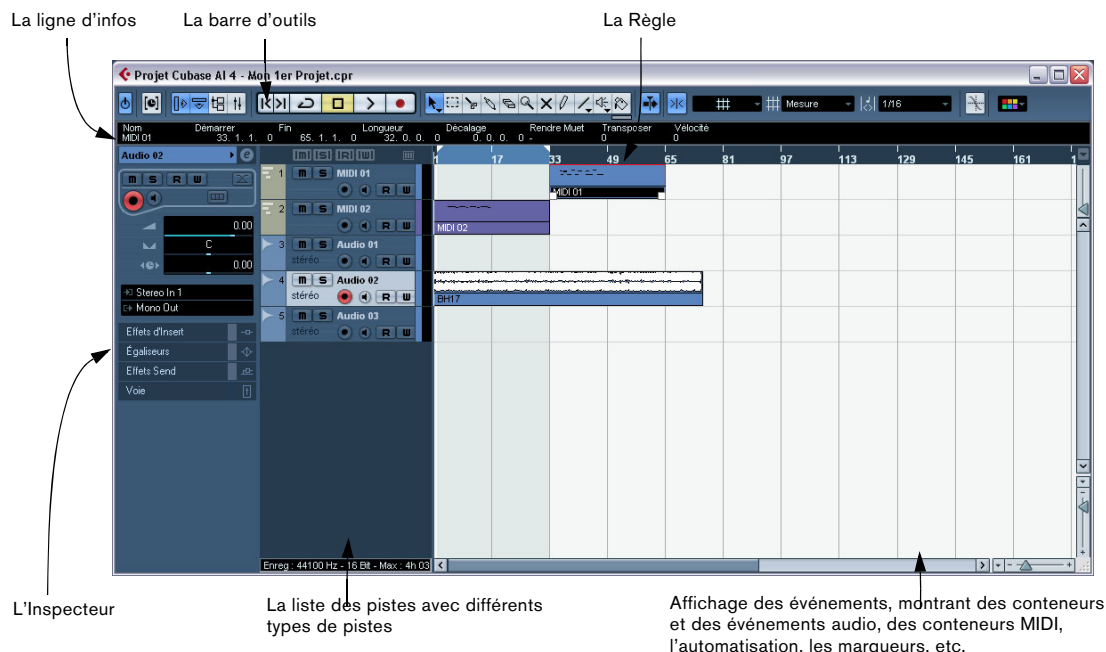 La ligne d'infos La barre d'outils La Règle
Projet Cubase AI 4 - Mon 1er Projet.cpr
Mesure 1/16
Nom Démarrer Fin Longueur Décalage Rendre Muet Transposer Vélocité
MIDI 01 33. 1. 1. 0 65. 1. 1. 0 32. 0. 0. 0 0. 0. 0. 0 - 0 0
Audio 02 e m S R W 1 17 33 49 65 81 97 113 129 145 161 1
m S R W
1 m S MIDI 01
R W
MIDI 01
2 m S MIDI 02
R W
MIDI 02
0.00
C
0.00
3 m S Audio 01
stéréo R W
4 m S Audio 02
stéréo R W
BH17
Stereo In 1
Mono Out
5 m S Audio 03
stéréo R W
Effets d'Insert
Égaliseurs
Effets Send
Voie
Enreg : 44100 Hz - 16 Bit - Max : 4h 03
L'Inspecteur
La liste des pistes avec différents
types de pistes
Affichage des événements, montrant des conteneurs
et des événements audio, des conteneurs MIDI,
l'automatisation, les marqueurs, etc.